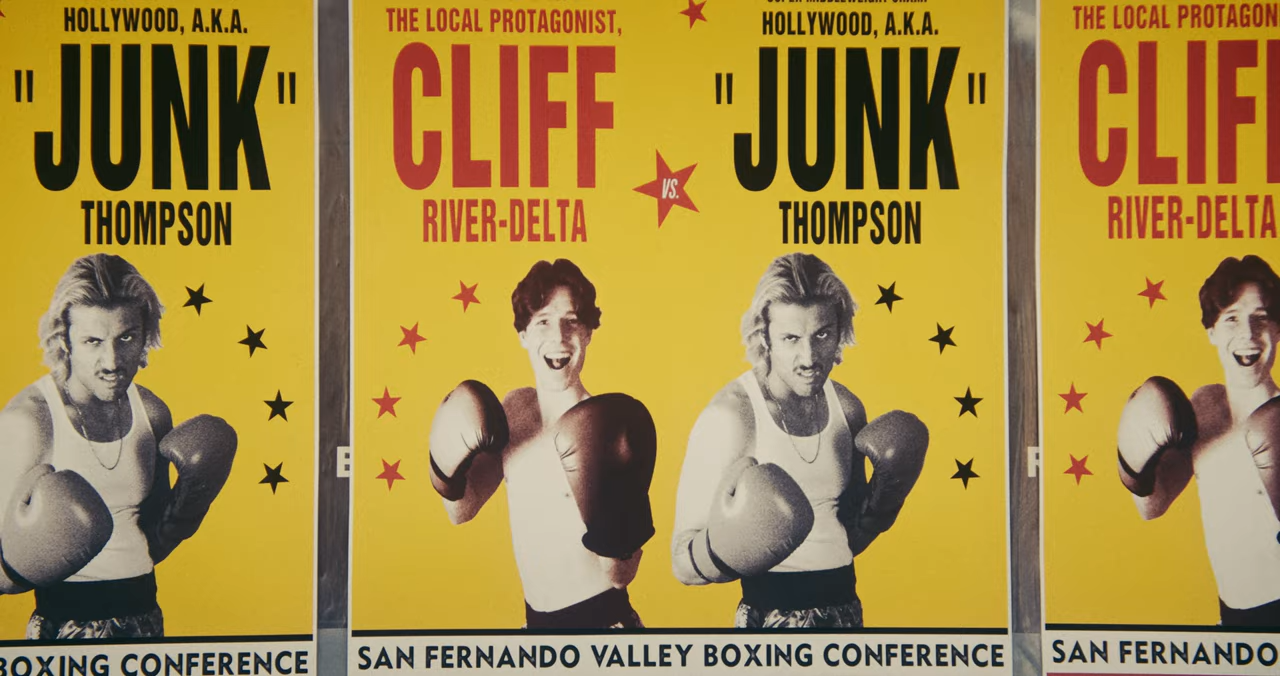 HOLLYWOOD, A.K.A.
"JUNK"
THOMPSON
BOXING CONFERENCE
THE LOCAL PROTAGONIST,
CLIFF
RIVER-DELTA
VS.
HOLLYWOOD, A.K.A.
"JUNK"
THOMPSON
SAN FERNANDO VALLEY BOXING CONFERENCE
THE LOCAL PROTAGON
CLIF
RIVER-DELTA
SAN FERNANDO